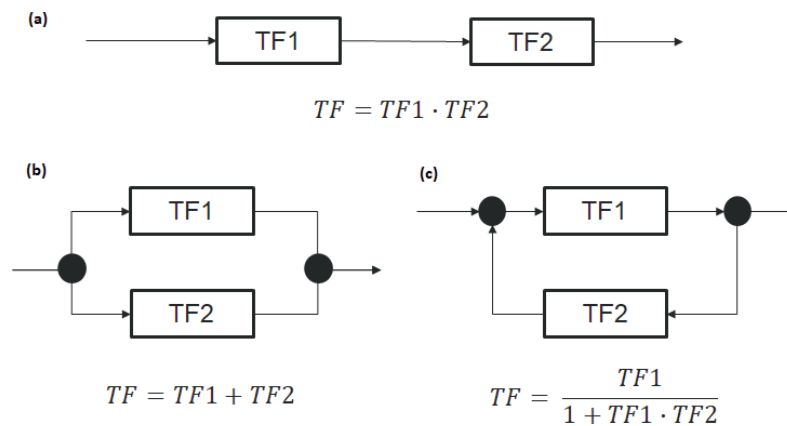 (a)
TF1
TF2
TF = TF1 · TF2
(b)
TF1
TF2
TF = TF1 + TF2
(c)
TF1
TF2
TF = TF1 / 1 + TF1 · TF2